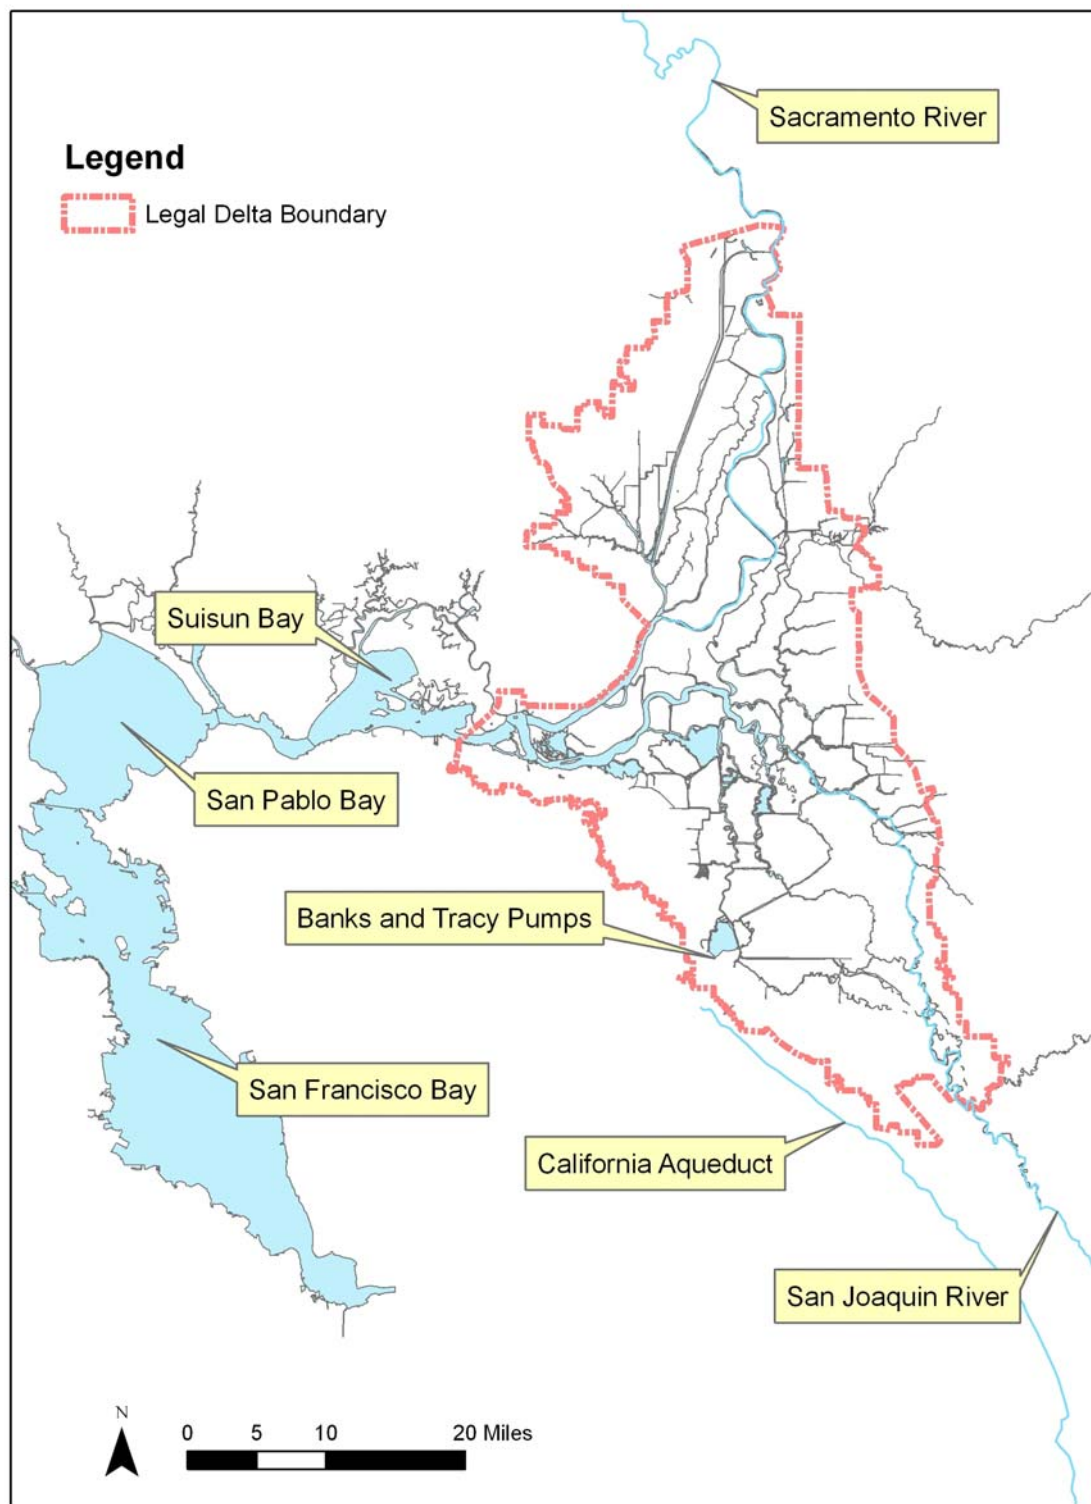 Sacramento River
Legend
Legal Delta Boundary
Suisun Bay
San Pablo Bay
Banks and Tracy Pumps
San Francisco Bay
California Aqueduct
San Joaquin River
N
0 5 10 20 Miles